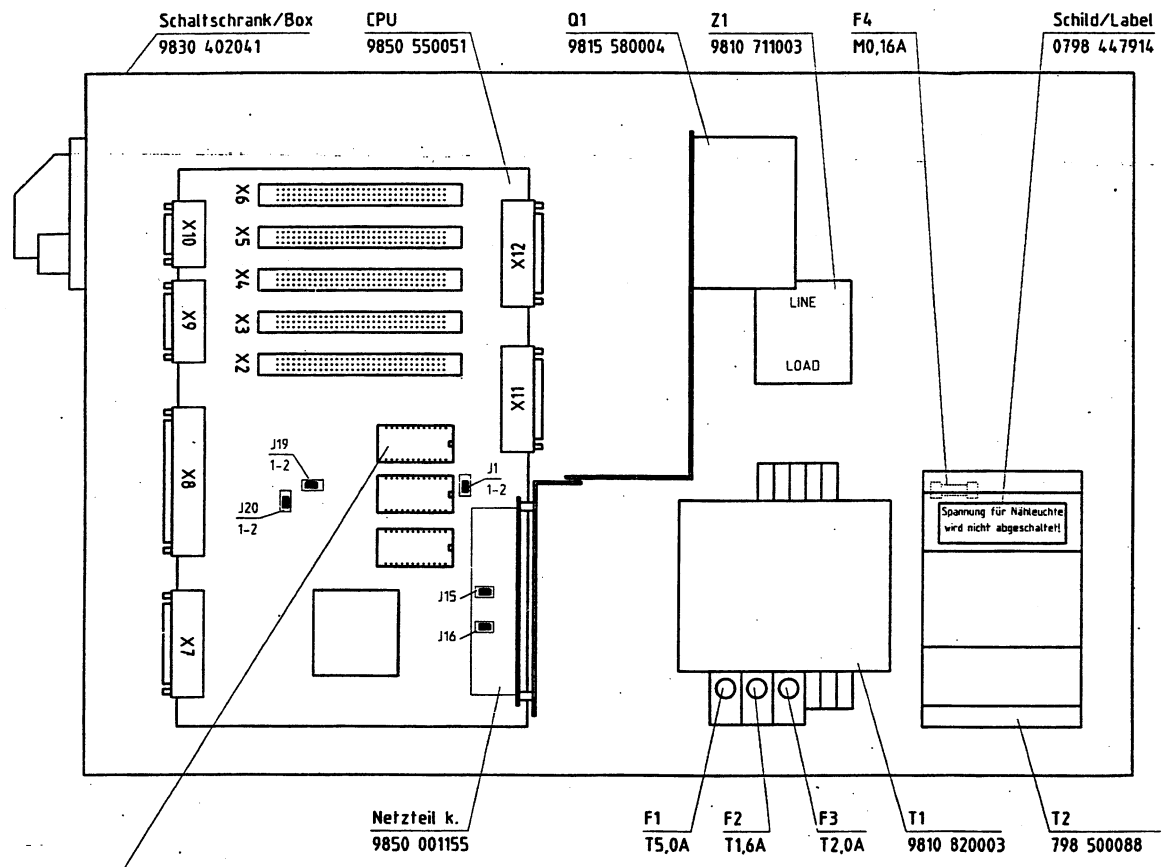 Schaltschrank/Box
9830 402041
CPU
9850 550051
Q1
9815 580004
Z1
9810 711003
F4
M0,16A
Schild/Label
0798 447914
X6
X5
X4
X3
X2
X10
X9
X8
X7
X12
X11
LINE
LOAD
J19
1-2
J20
1-2
J1
1-2
J15
J16
Spannung für Nähleuchte
wird nicht abgeschaltet!
Netzteil k.
9850 001155
F1
T5,0A
F2
T1,6A
F3
T2,0A
T1
9810 820003
T2
798 500088